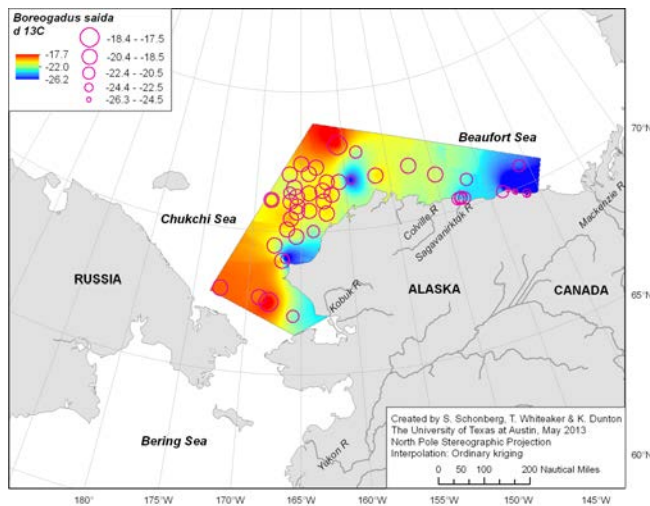 Boreogadus saida
d 13C
-17.7
-22.0
-26.2
-18.4 - -17.5
-20.4 - -18.5
-22.4 - -20.5
-24.4 - -22.5
-26.3 - -24.5
70°N
Beaufort Sea
Chukchi Sea
Colville R
Sagavanirktok R
Mackenzie R
RUSSIA
Kobuk R
ALASKA
CANADA
65°N
Bering Sea
Yukon R
Created by S. Schonberg, T. Whiteaker & K. Dunton
The University of Texas at Austin, May 2013
North Pole Stereographic Projection
Interpolation: Ordinary kriging
0 50 100 200 Nautical Miles
60°N
180° 175°W 170°W 165°W 160°W 155°W 150°W 145°W